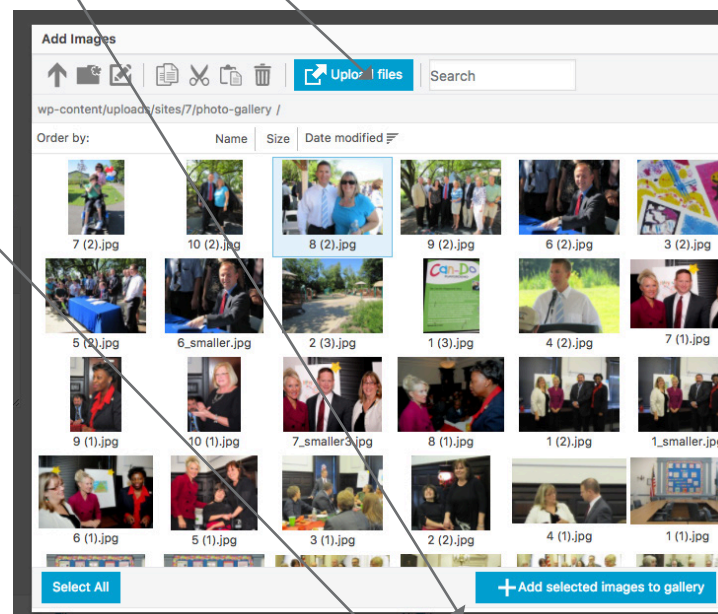 Add Images
Upload files
Search
wp-content/uploads/sites/7/photo-gallery /
Order by: Name Size Date modified
7 (2).jpg 10 (2).jpg 8 (2).jpg 9 (2).jpg 6 (2).jpg 3 (2).jpg
Can-Do
5 (2).jpg 6_smaller.jpg 2 (3).jpg 1 (3).jpg 4 (2).jpg 7 (1).jpg
9 (1).jpg 10 (1).jpg 7_smaller3.jpg 8 (1).jpg 1 (2).jpg 1_smaller.jp
6 (1).jpg 5 (1).jpg 3 (1).jpg 2 (2).jpg 4 (1).jpg 1 (1).jpg
Select All
Add selected images to gallery